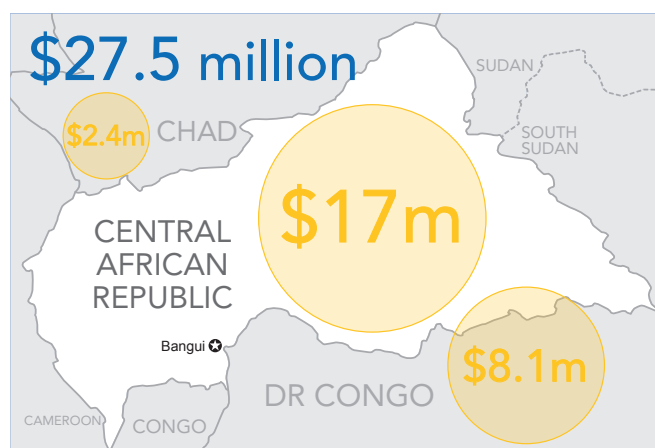 $27.5 million
SUDAN
$2.4m
CHAD
SOUTH
SUDAN
$17m
CENTRAL
AFRICAN
REPUBLIC
Bangui
$8.1m
DR CONGO
CAMEROON
CONGO